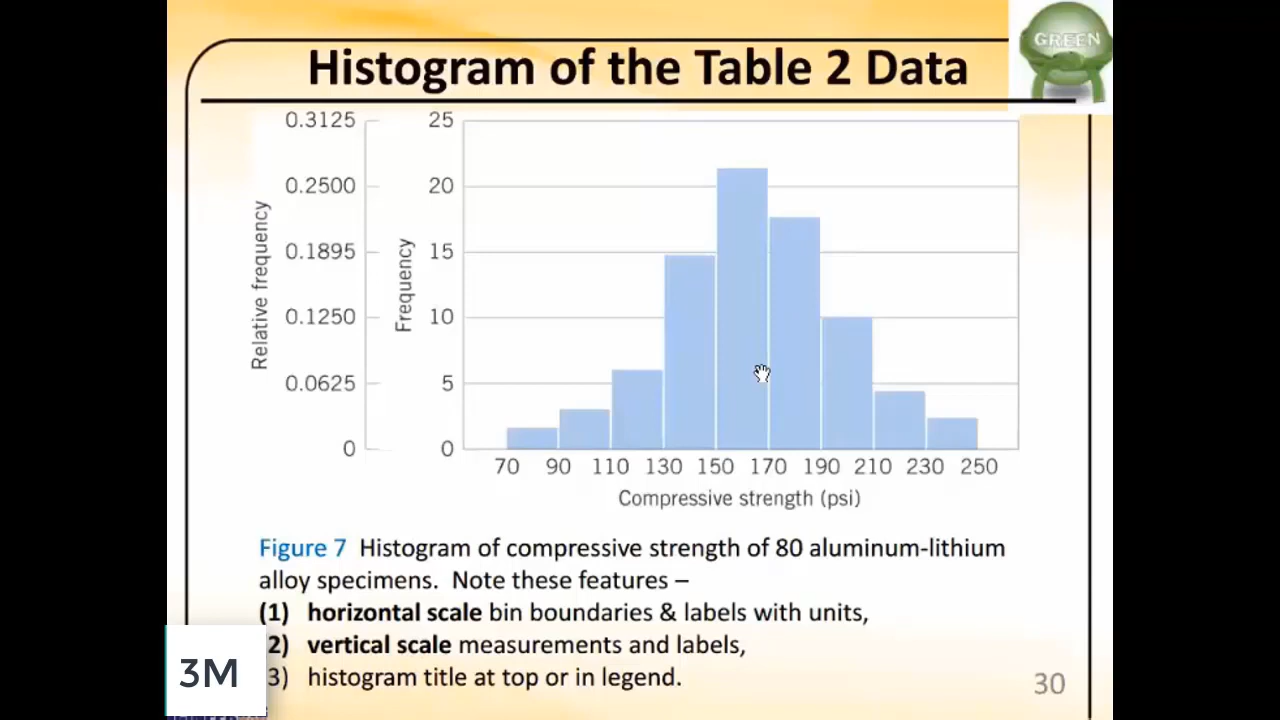 GREEN
Histogram of the Table 2 Data
0.3125
0.2500
0.1895
0.1250
0.0625
0
Relative frequency
25
20
15
10
5
0
Frequency
70 90 110 130 150 170 190 210 230 250
Compressive strength (psi)
Figure 7 Histogram of compressive strength of 80 aluminum-lithium
alloy specimens. Note these features –
(1) horizontal scale bin boundaries & labels with units,
2) vertical scale measurements and labels,
3) histogram title at top or in legend.
3M
30